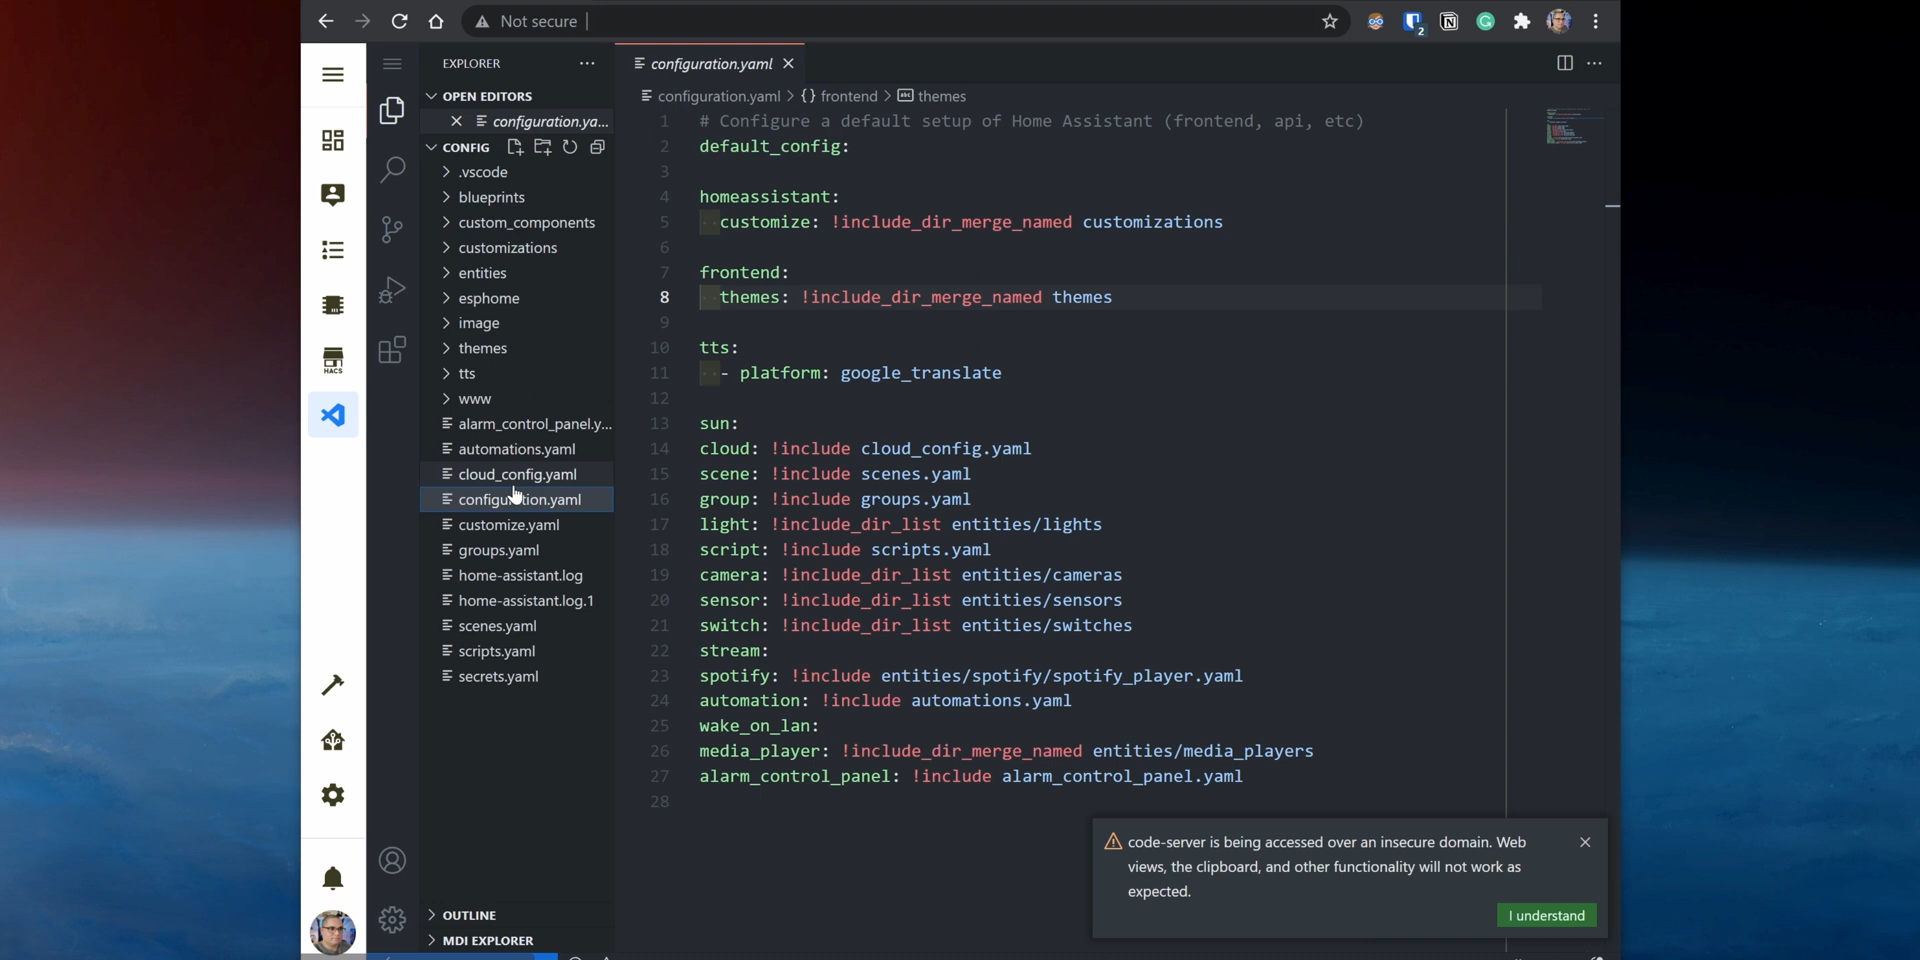 Not secure
2
HACS
EXPLORER
OPEN EDITORS
configuration.ya...
CONFIG
.vscode
blueprints
custom_components
customizations
entities
esphome
image
themes
tts
www
alarm_control_panel.y...
automations.yaml
cloud_config.yaml
configuration.yaml
customize.yaml
groups.yaml
home-assistant.log
home-assistant.log.1
scenes.yaml
scripts.yaml
secrets.yaml
OUTLINE
MDI EXPLORER
configuration.yaml
configuration.yaml > {} frontend > abc themes
1 # Configure a default setup of Home Assistant (frontend, api, etc)
2 default_config:
3
4 homeassistant:
5 customize: !include_dir_merge_named customizations
6
7 frontend:
8 themes: !include_dir_merge_named themes
9
10 tts:
11 - platform: google_translate
12
13 sun:
14 cloud: !include cloud_config.yaml
15 scene: !include scenes.yaml
16 group: !include groups.yaml
17 light: !include_dir_list entities/lights
18 script: !include scripts.yaml
19 camera: !include_dir_list entities/cameras
20 sensor: !include_dir_list entities/sensors
21 switch: !include_dir_list entities/switches
22 stream:
23 spotify: !include entities/spotify/spotify_player.yaml
24 automation: !include automations.yaml
25 wake_on_lan:
26 media_player: !include_dir_merge_named entities/media_players
27 alarm_control_panel: !include alarm_control_panel.yaml
28
code-server is being accessed over an insecure domain. Web
views, the clipboard, and other functionality will not work as
expected.
I understand